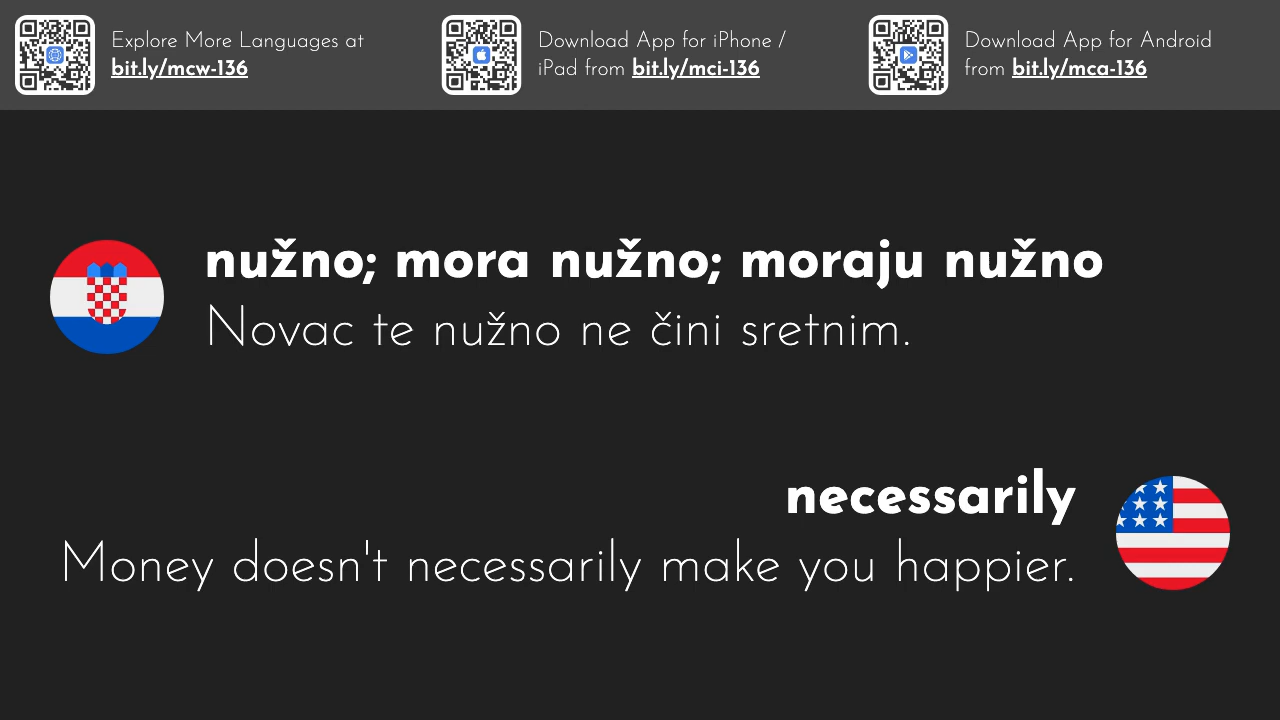 Explore More Languages at
bit.ly/mcw-136
Download App for iPhone /
iPad from bit.ly/mci-136
Download App for Android
from bit.ly/mca-136
nužno; mora nužno; moraju nužno
Novac te nužno ne čini sretnim.
necessarily
Money doesn't necessarily make you happier.